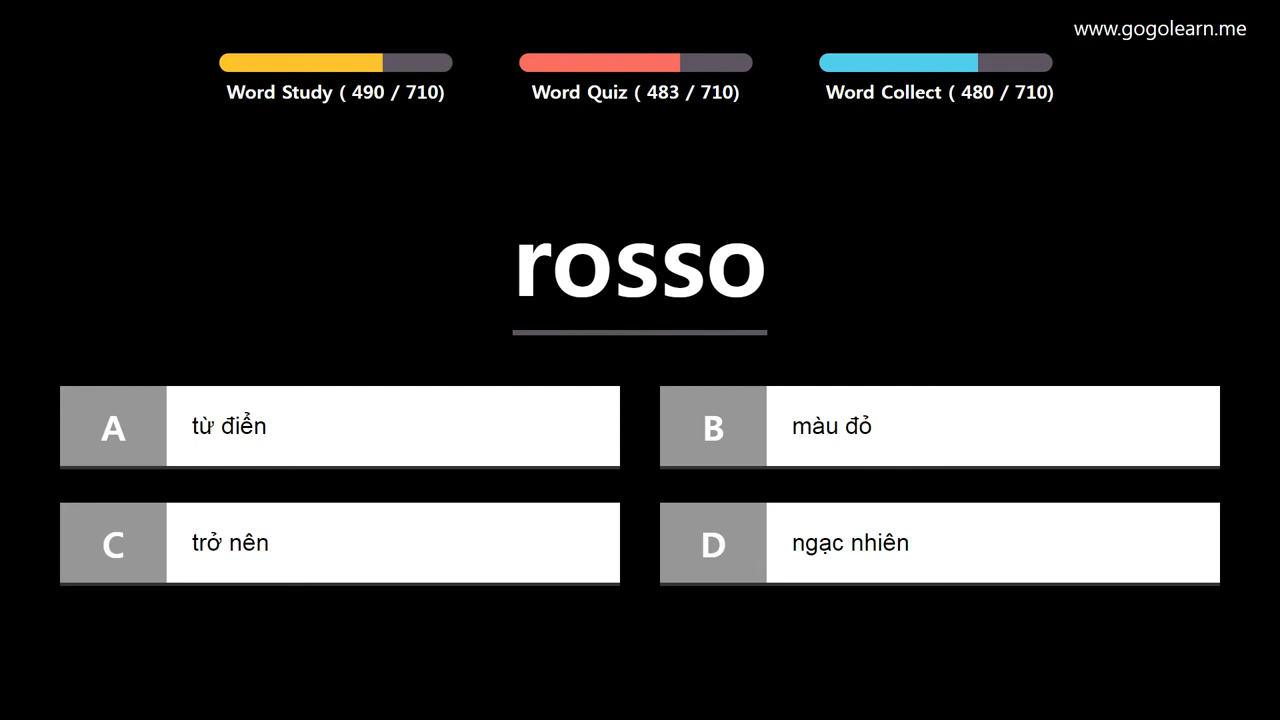 www.gogolearn.me
Word Study ( 490 / 710)
Word Quiz ( 483 / 710)
Word Collect ( 480 / 710)
rosso
A từ điển
B màu đỏ
C trở nên
D ngạc nhiên